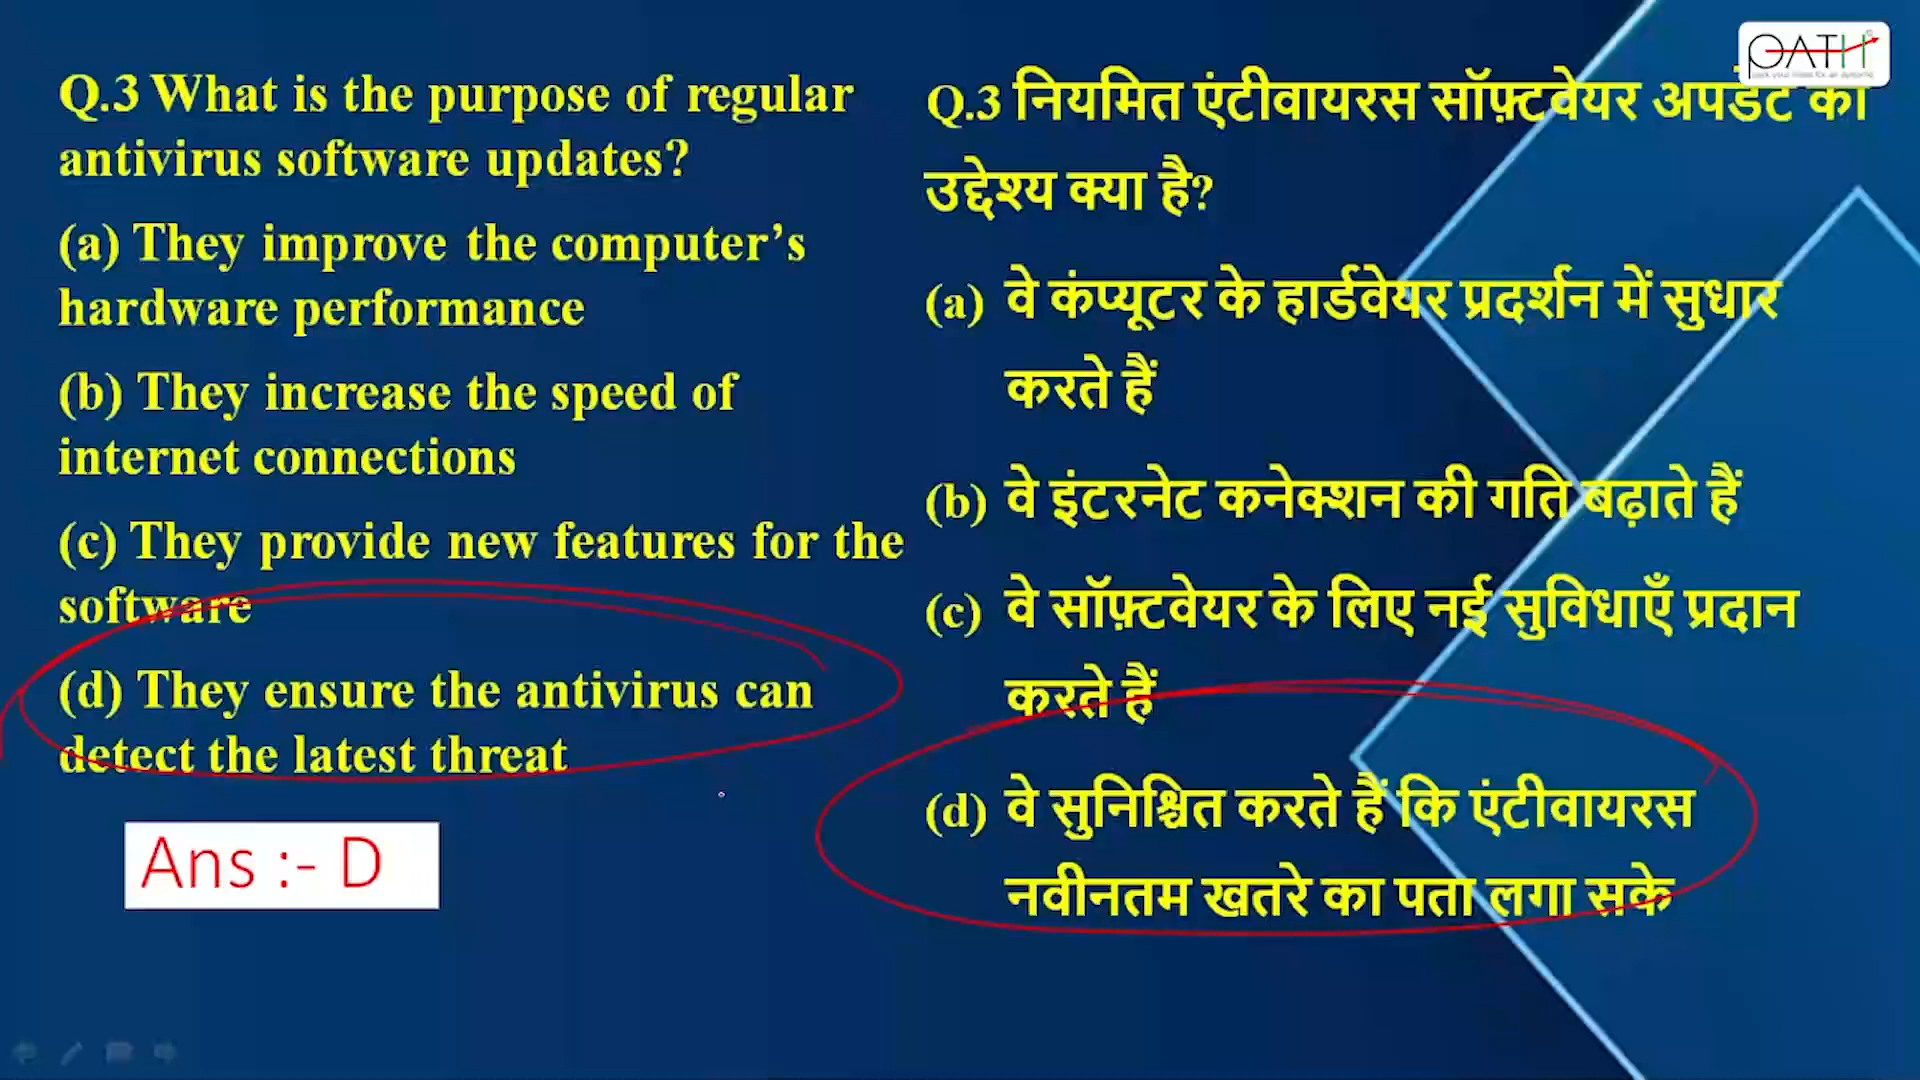 Q.3 What is the purpose of regular
antivirus software updates?
(a) They improve the computer’s
hardware performance
(b) They increase the speed of
internet connections
(c) They provide new features for the
software
(d) They ensure the antivirus can
detect the latest threat
Ans :- D
PATH
Q.3 नियमित एंटीवायरस सॉफ़्टवेयर अपडेट का
उद्देश्य क्या है?
(a) वे कंप्यूटर के हार्डवेयर प्रदर्शन में सुधार
करते हैं
(b) वे इंटरनेट कनेक्शन की गति बढ़ाते हैं
(c) वे सॉफ़्टवेयर के लिए नई सुविधाएँ प्रदान
करते हैं
(d) वे सुनिश्चित करते हैं कि एंटीवायरस
नवीनतम खतरे का पता लगा सके